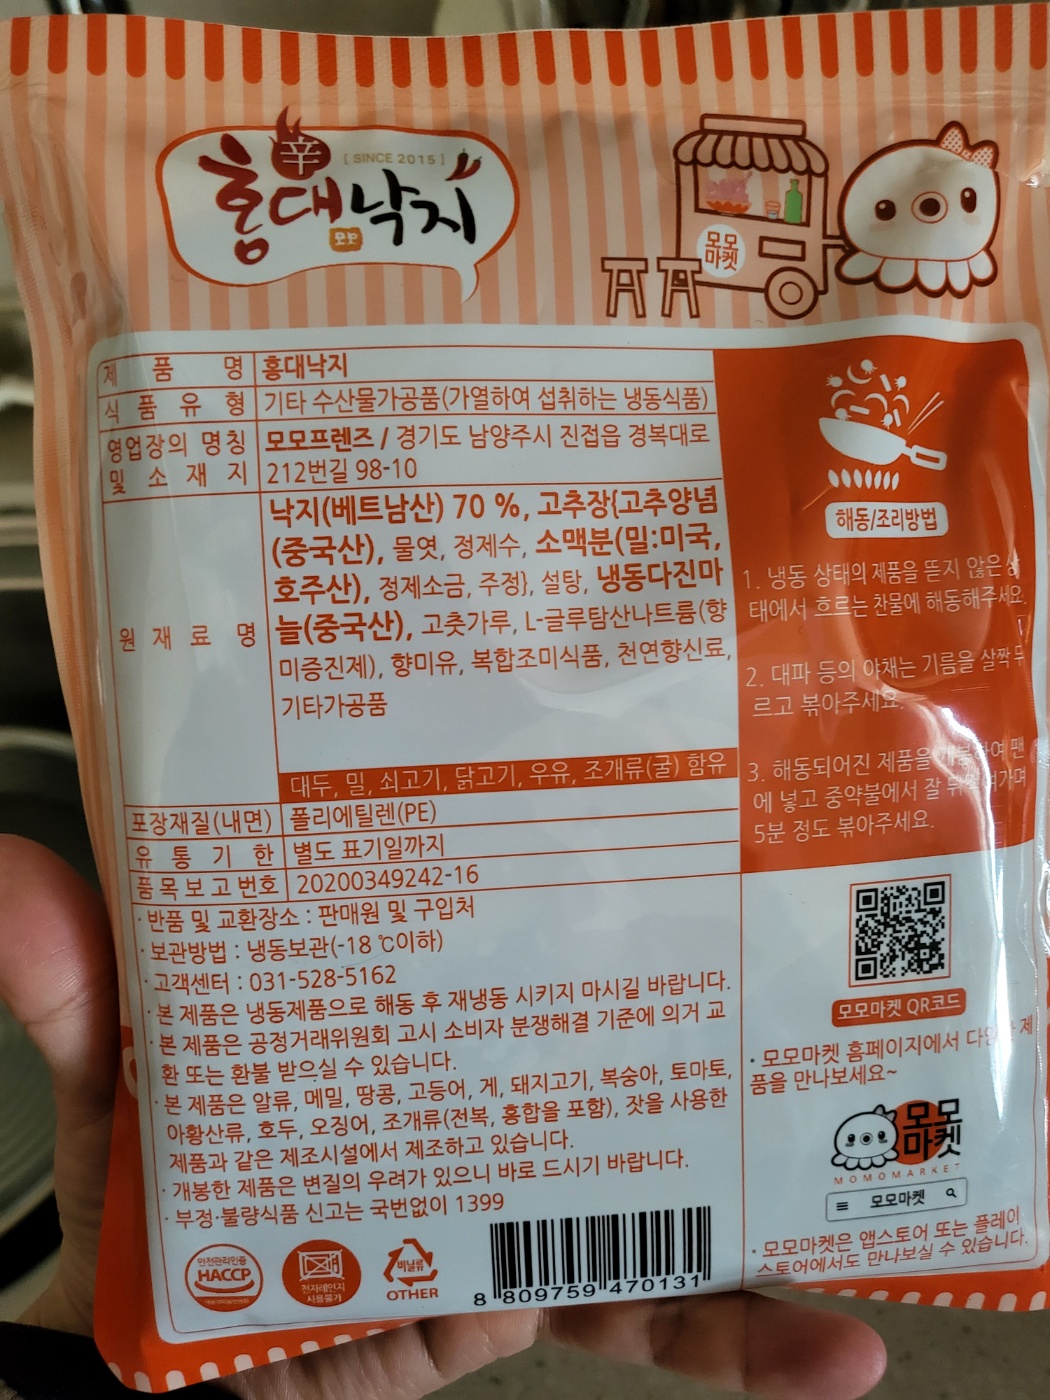 辛
[ SINCE 2015 ]
홍대낙지
모모
모모
마켓
제 품 명 홍대낙지
식 품 유 형 기타 수산물가공품(가열하여 섭취하는 냉동식품)
영업장의 명칭 모모프렌즈 / 경기도 남양주시 진접읍 경복대로
및 소 재 지 212번길 98-10
원 재 료 명
낙지(베트남산) 70 %, 고추장{고추양념
(중국산), 물엿, 정제수, 소맥분(밀:미국,
호주산), 정제소금, 주정}, 설탕, 냉동다진마
늘(중국산), 고춧가루, L-글루탐산나트륨(향
미증진제), 향미유, 복합조미식품, 천연향신료,
기타가공품
대두, 밀, 쇠고기, 닭고기, 우유, 조개류(굴) 함유
포장재질(내면) 폴리에틸렌(PE)
유 통 기 한 별도 표기일까지
품목보고번호 20200349242-16
· 반품 및 교환장소 : 판매원 및 구입처
· 보관방법 : 냉동보관(-18 ℃이하)
· 고객센터 : 031-528-5162
· 본 제품은 냉동제품으로 해동 후 재냉동 시키지 마시길 바랍니다.
· 본 제품은 공정거래위원회 고시 소비자 분쟁해결 기준에 의거 교
환 또는 환불 받으실 수 있습니다.
· 본 제품은 알류, 메밀, 땅콩, 고등어, 게, 돼지고기, 복숭아, 토마토,
아황산류, 호두, 오징어, 조개류(전복, 홍합을 포함), 잣을 사용한
제품과 같은 제조시설에서 제조하고 있습니다.
· 개봉한 제품은 변질의 우려가 있으니 바로 드시기 바랍니다.
· 부정·불량식품 신고는 국번없이 1399
안전관리인증
HACCP
전자레인지
사용불가
비닐류
OTHER
8 809759 470131
해동/조리방법
1. 냉동 상태의 제품을 뜯지 않은
태에서 흐르는 찬물에 해동해주세요.
2. 대파 등의 야채는 기름을 살짝 두
르고 볶아주세요.
3. 해동되어진 제품을 팬
에 넣고 중약불에서 잘
5분 정도 볶아주세요.
모모마켓 QR코드
· 모모마켓 홈페이지에서 제
품을 만나보세요~
모모
마켓
MOMOMARKET
모모마켓
· 모모마켓은 앱스토어 또는 플레이
스토어에서도 만나보실 수 있습니다.